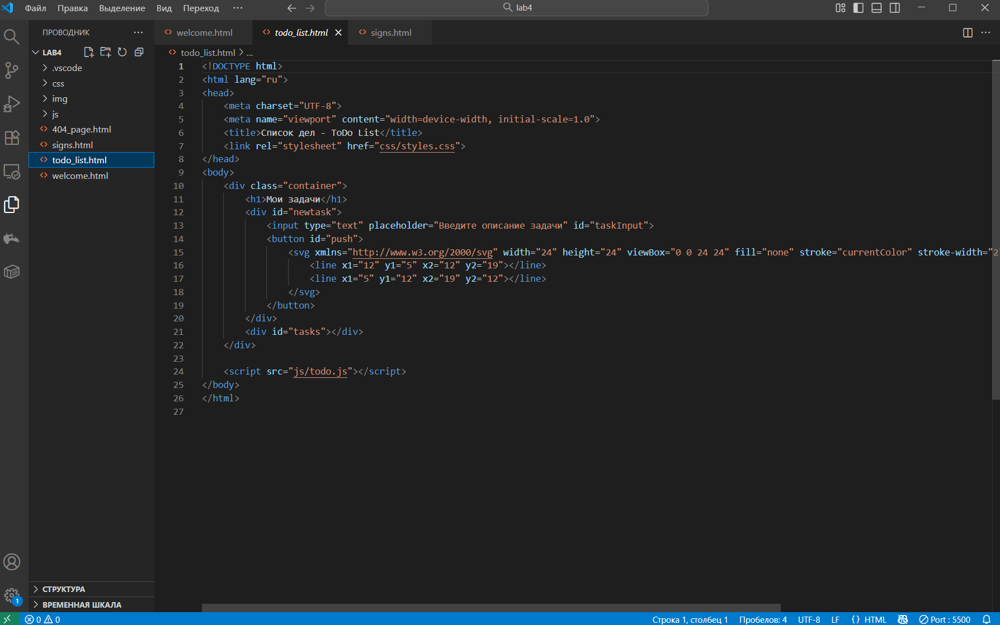 Файл Правка Выделение Вид Переход ··· lab4
ПРОВОДНИК ···
LAB4
.vscode
css
img
js
404_page.html
signs.html
todo_list.html
welcome.html
СТРУКТУРА
ВРЕМЕННАЯ ШКАЛА
1
welcome.html todo_list.html signs.html
todo_list.html > ...
1 <!DOCTYPE html>
2 <html lang="ru">
3 <head>
4 <meta charset="UTF-8">
5 <meta name="viewport" content="width=device-width, initial-scale=1.0">
6 <title>Список дел - ToDo List</title>
7 <link rel="stylesheet" href="css/styles.css">
8 </head>
9 <body>
10 <div class="container">
11 <h1>Мои задачи</h1>
12 <div id="newtask">
13 <input type="text" placeholder="Введите описание задачи" id="taskInput">
14 <button id="push">
15 <svg xmlns="http://www.w3.org/2000/svg" width="24" height="24" viewBox="0 0 24 24" fill="none" stroke="currentColor" stroke-width="2
16 <line x1="12" y1="5" x2="12" y2="19"></line>
17 <line x1="5" y1="12" x2="19" y2="12"></line>
18 </svg>
19 </button>
20 </div>
21 <div id="tasks"></div>
22 </div>
23
24 <script src="js/todo.js"></script>
25 </body>
26 </html>
27
0 0 Строка 1, столбец 1 Пробелов: 4 UTF-8 LF {} HTML Port : 5500